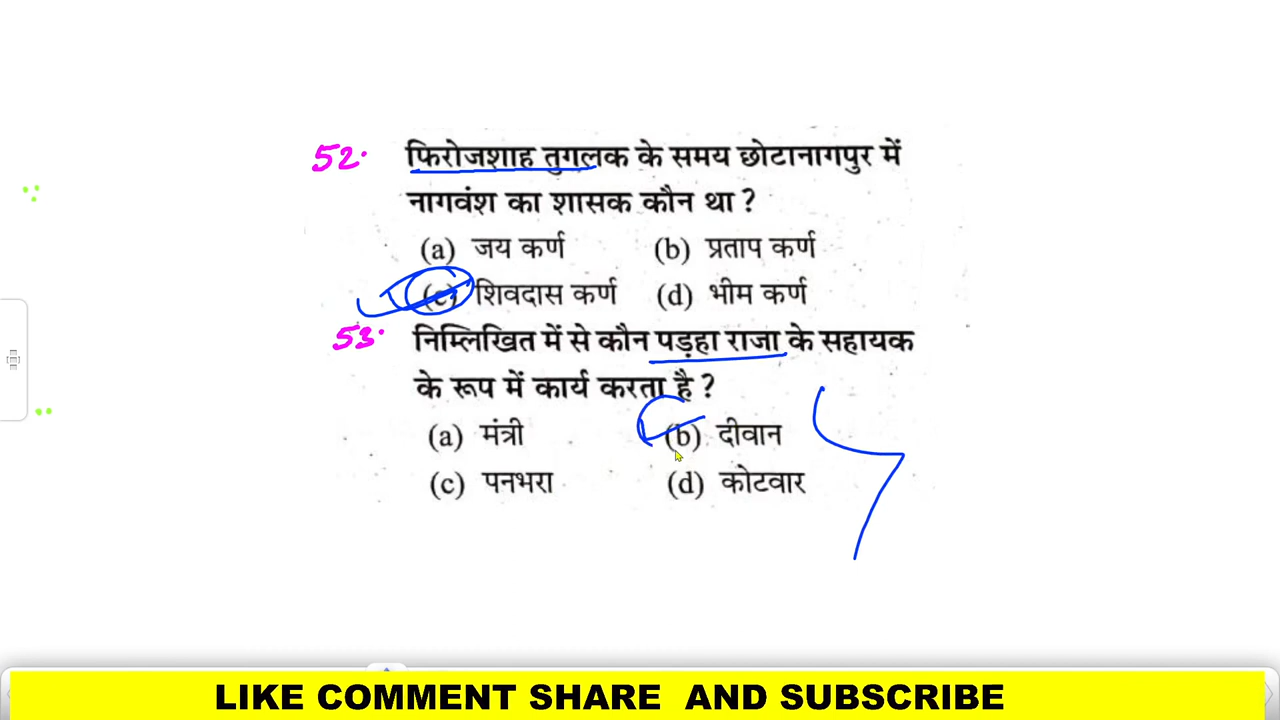 52. फिरोजशाह तुगलक के समय छोटानागपुर में
नागवंश का शासक कौन था ?
(a) जय कर्ण (b) प्रताप कर्ण
(c) शिवदास कर्ण (d) भीम कर्ण
53. निम्लिखित में से कौन पड़हा राजा के सहायक
के रूप में कार्य करता है ?
(a) मंत्री (b) दीवान
(c) पनभरा (d) कोटवार
LIKE COMMENT SHARE AND SUBSCRIBE